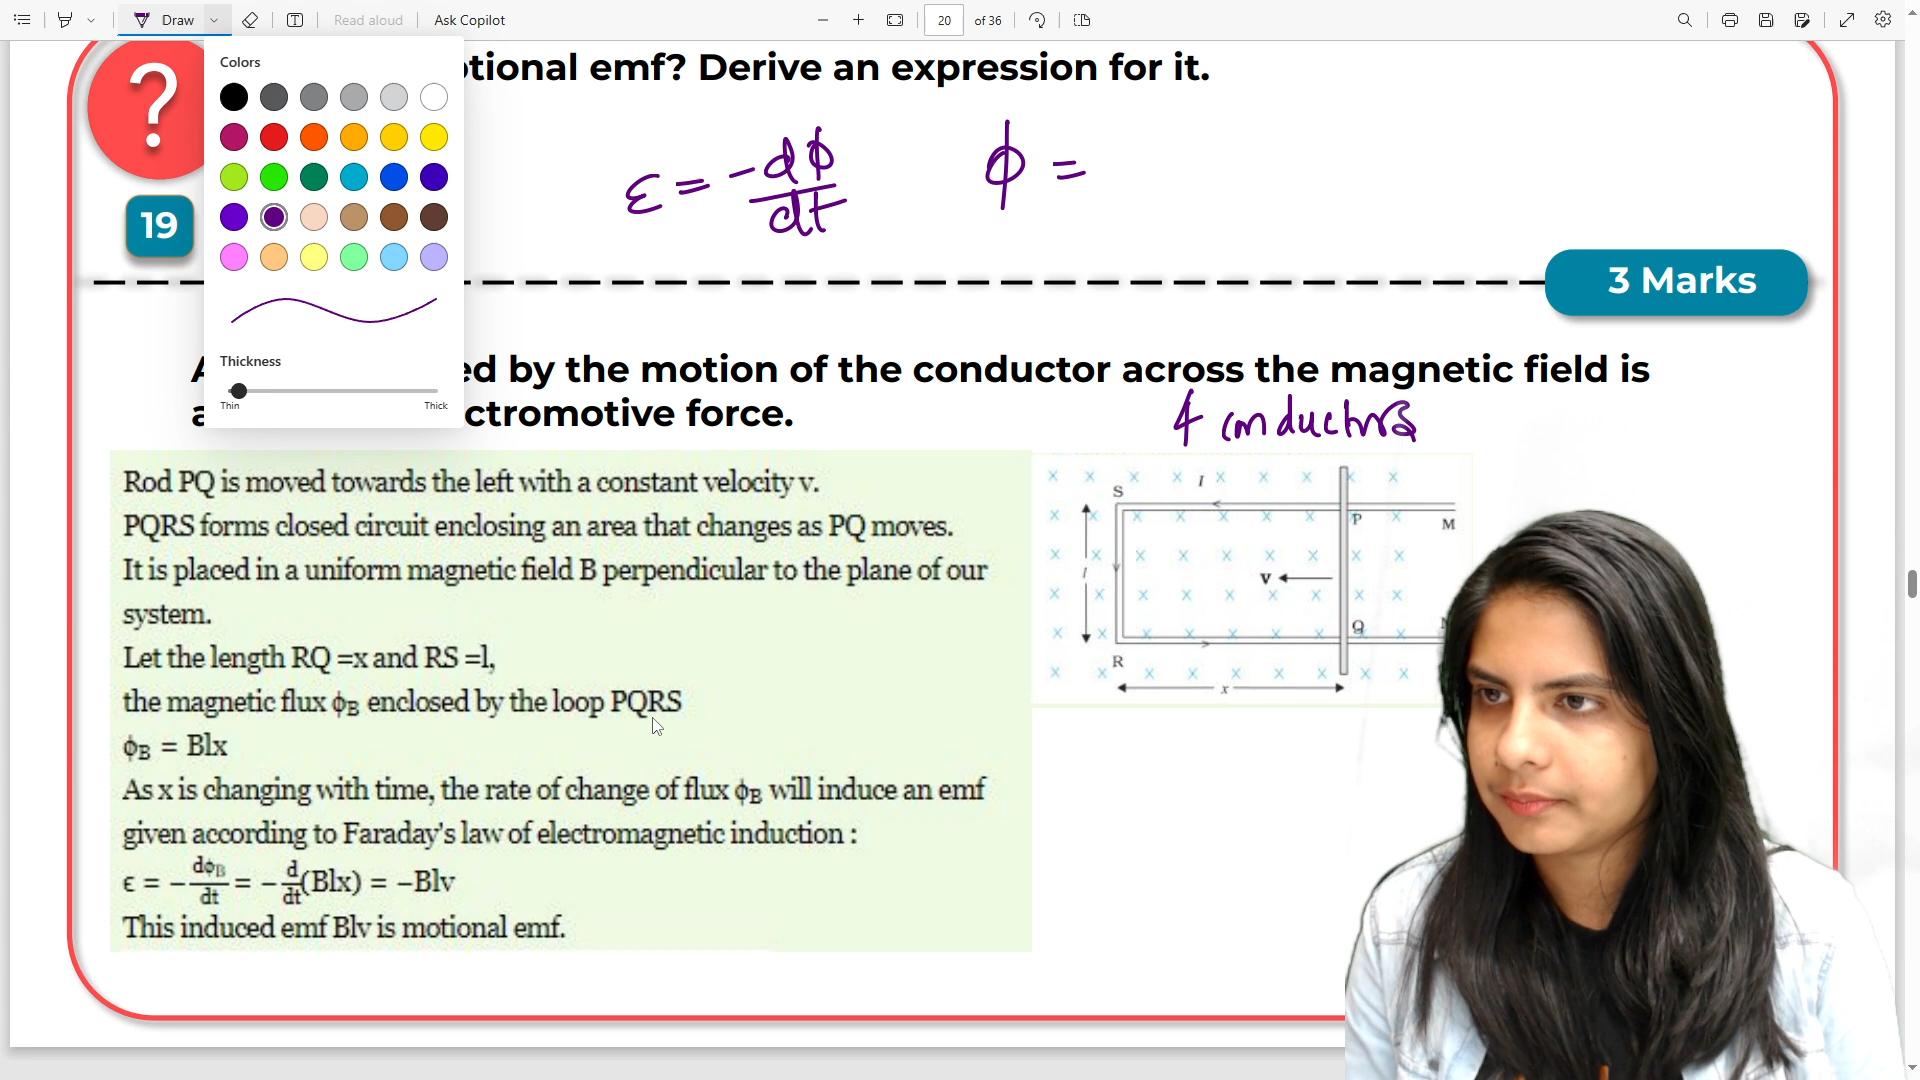 Draw
Read aloud
Ask Copilot
20 of 36
Colors
Thickness
Thin
Thick
tional emf? Derive an expression for it.
ε = -dϕ/dt
ϕ =
19
3 Marks
ed by the motion of the conductor across the magnetic field is
ctromotive force.
4 conductors
Rod PQ is moved towards the left with a constant velocity v.
PQRS forms closed circuit enclosing an area that changes as PQ moves.
It is placed in a uniform magnetic field B perpendicular to the plane of our
system.
Let the length RQ =x and RS =l,
the magnetic flux ϕB enclosed by the loop PQRS
ϕB = Blx
As x is changing with time, the rate of change of flux ϕB will induce an emf
given according to Faraday's law of electromagnetic induction :
ϵ = −dϕB/dt = −d/dt(Blx) = −Blv
This induced emf Blv is motional emf.
S
I
P
M
l
v
Q
R
x